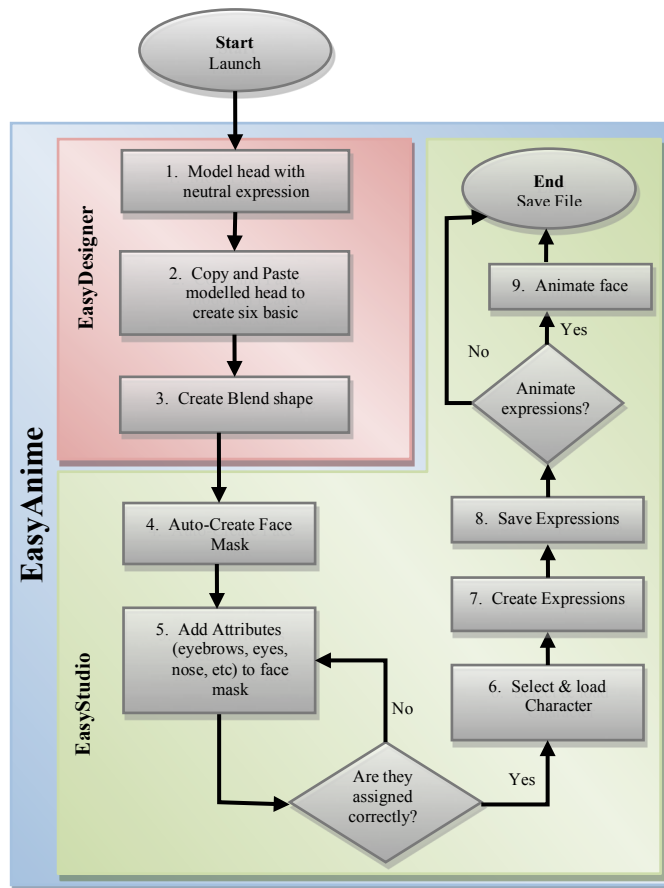 Start
Launch
EasyAnime
EasyDesigner
1. Model head with
neutral expression
2. Copy and Paste
modelled head to
create six basic
3. Create Blend shape
EasyStudio
4. Auto-Create Face
Mask
5. Add Attributes
(eyebrows, eyes,
nose, etc) to face
mask
No
Are they
assigned
correctly?
Yes
6. Select & load
Character
7. Create Expressions
8. Save Expressions
Animate
expressions?
No
Yes
9. Animate face
End
Save File